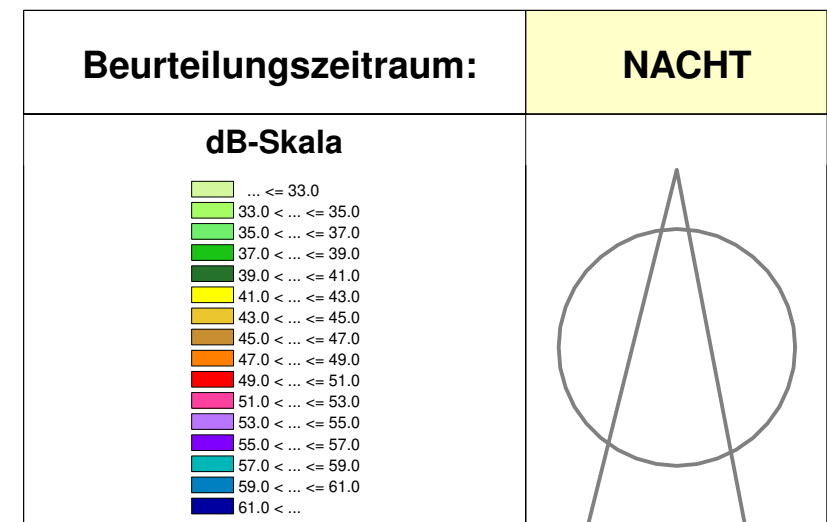 Beurteilungszeitraum: NACHT
dB-Skala
... <= 33.0
33.0 < ... <= 35.0
35.0 < ... <= 37.0
37.0 < ... <= 39.0
39.0 < ... <= 41.0
41.0 < ... <= 43.0
43.0 < ... <= 45.0
45.0 < ... <= 47.0
47.0 < ... <= 49.0
49.0 < ... <= 51.0
51.0 < ... <= 53.0
53.0 < ... <= 55.0
55.0 < ... <= 57.0
57.0 < ... <= 59.0
59.0 < ... <= 61.0
61.0 < ...